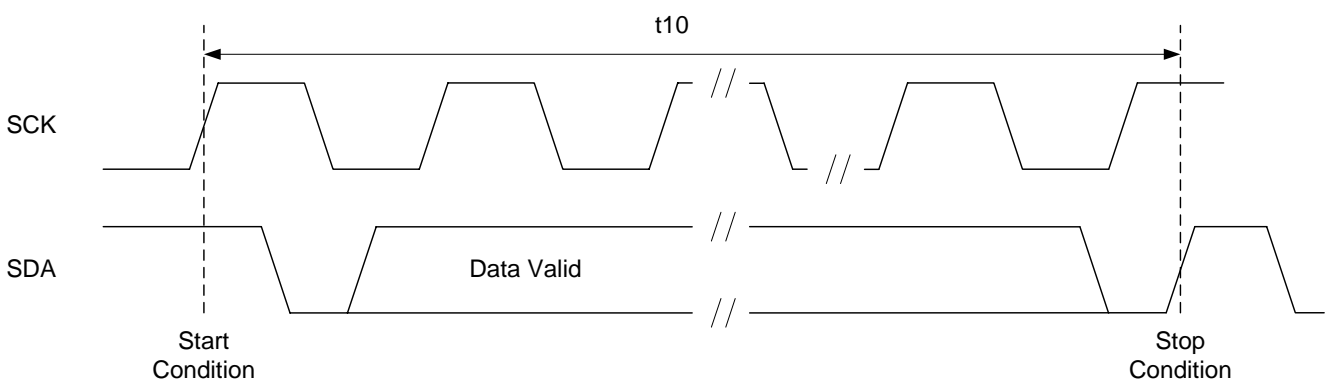 t10
SCK
SDA
Data Valid
Start
Condition
Stop
Condition